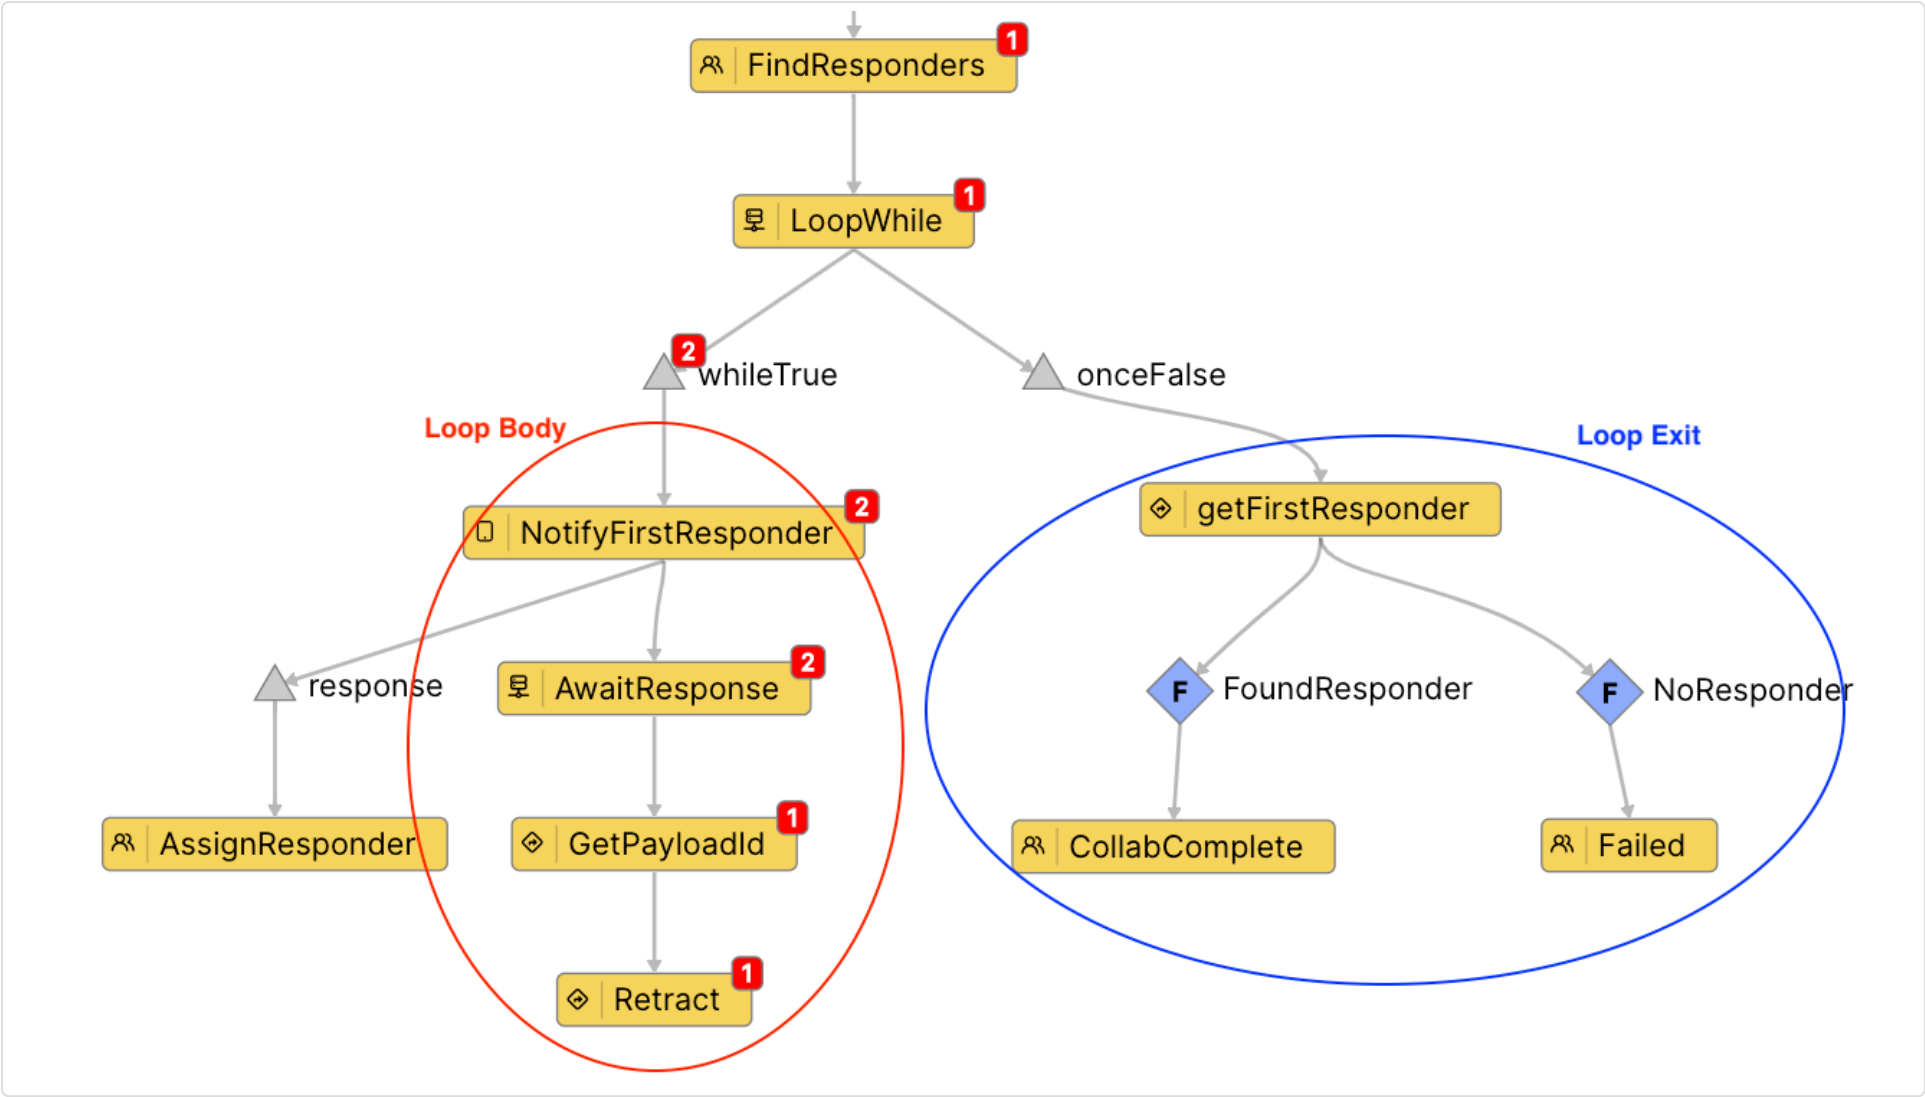 1
FindResponders
1
LoopWhile
2
whileTrue
onceFalse
Loop Body
Loop Exit
2
NotifyFirstResponder
getFirstResponder
response
2
AwaitResponse
F
FoundResponder
F
NoResponder
AssignResponder
1
GetPayloadId
CollabComplete
Failed
1
Retract